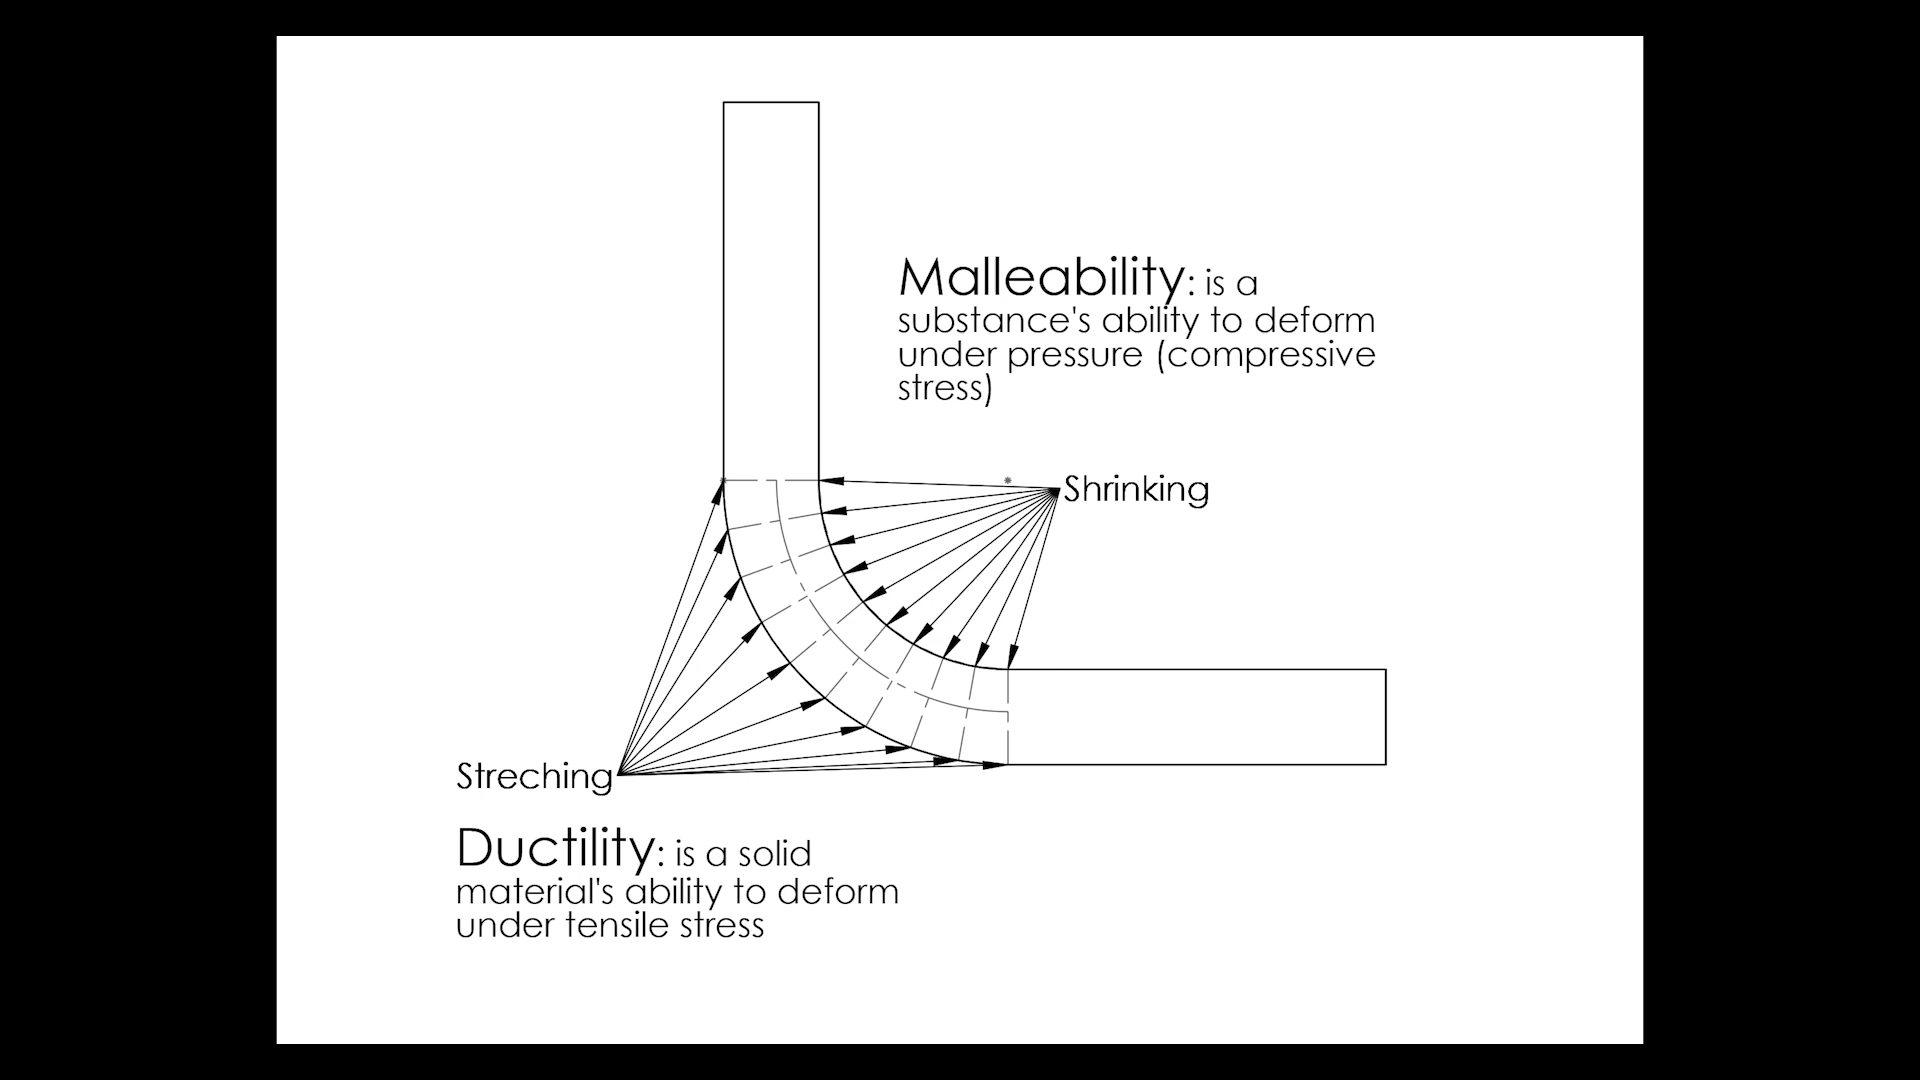 Malleability: is a
substance's ability to deform
under pressure (compressive
stress)
Shrinking
Streching
Ductility: is a solid
material's ability to deform
under tensile stress